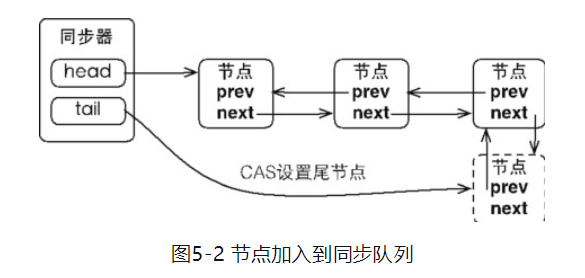 同步器
head
tail
节点
prev
next
节点
prev
next
节点
prev
next
CAS设置尾节点
节点
prev
next
图5-2 节点加入到同步队列